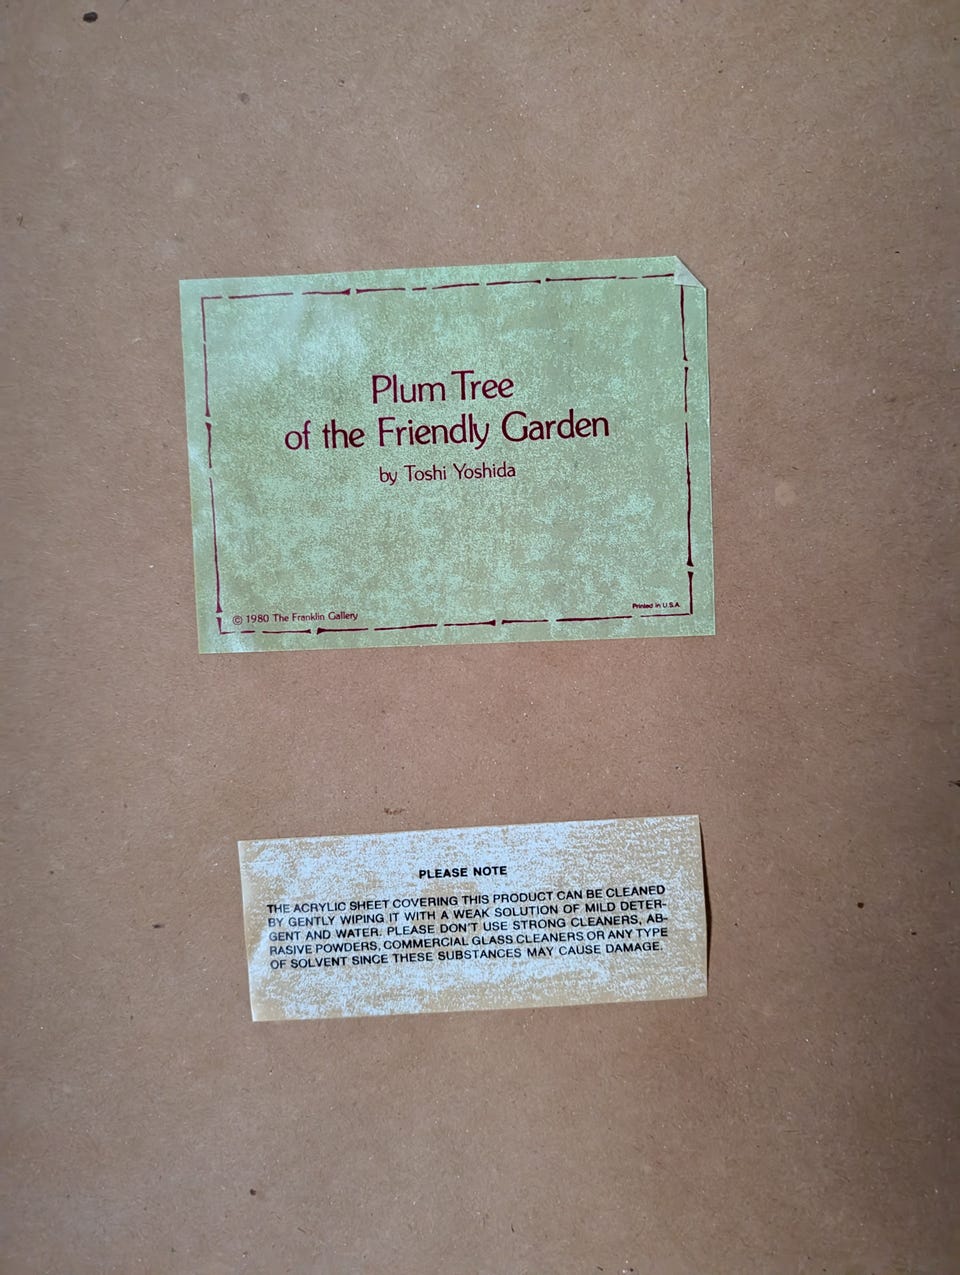 Plum Tree
of the Friendly Garden
by Toshi Yoshida
© 1980 The Franklin Gallery
Printed in U.S.A.
PLEASE NOTE
THE ACRYLIC SHEET COVERING THIS PRODUCT CAN BE CLEANED
BY GENTLY WIPING IT WITH A WEAK SOLUTION OF MILD DETER-
GENT AND WATER. PLEASE DON'T USE STRONG CLEANERS, AB-
RASIVE POWDERS, COMMERCIAL GLASS CLEANERS OR ANY TYPE
OF SOLVENT SINCE THESE SUBSTANCES MAY CAUSE DAMAGE.